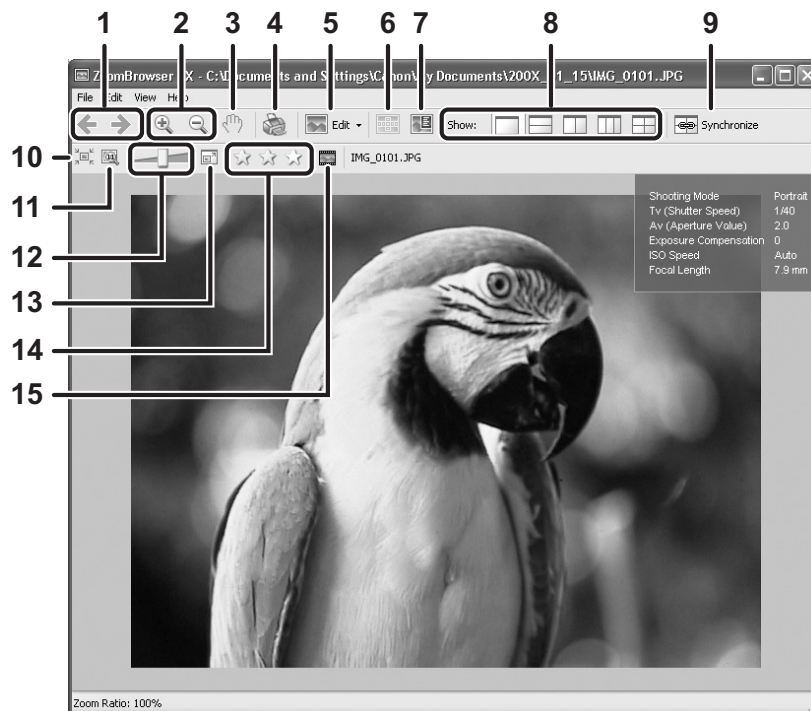 1 2 3 4 5 6 7 8 9
ZoomBrowser EX - C:\Documents and Settings\Canon\My Documents\200X_01_15\IMG_0101.JPG
File Edit View Help
Edit
Show:
Synchronize
10
IMG_0101.JPG
11
Shooting Mode Portrait
Tv (Shutter Speed) 1/40
Av (Aperture Value) 2.0
Exposure Compensation 0
ISO Speed Auto
Focal Length 7.9 mm
12
13
14
15
Zoom Ratio: 100%